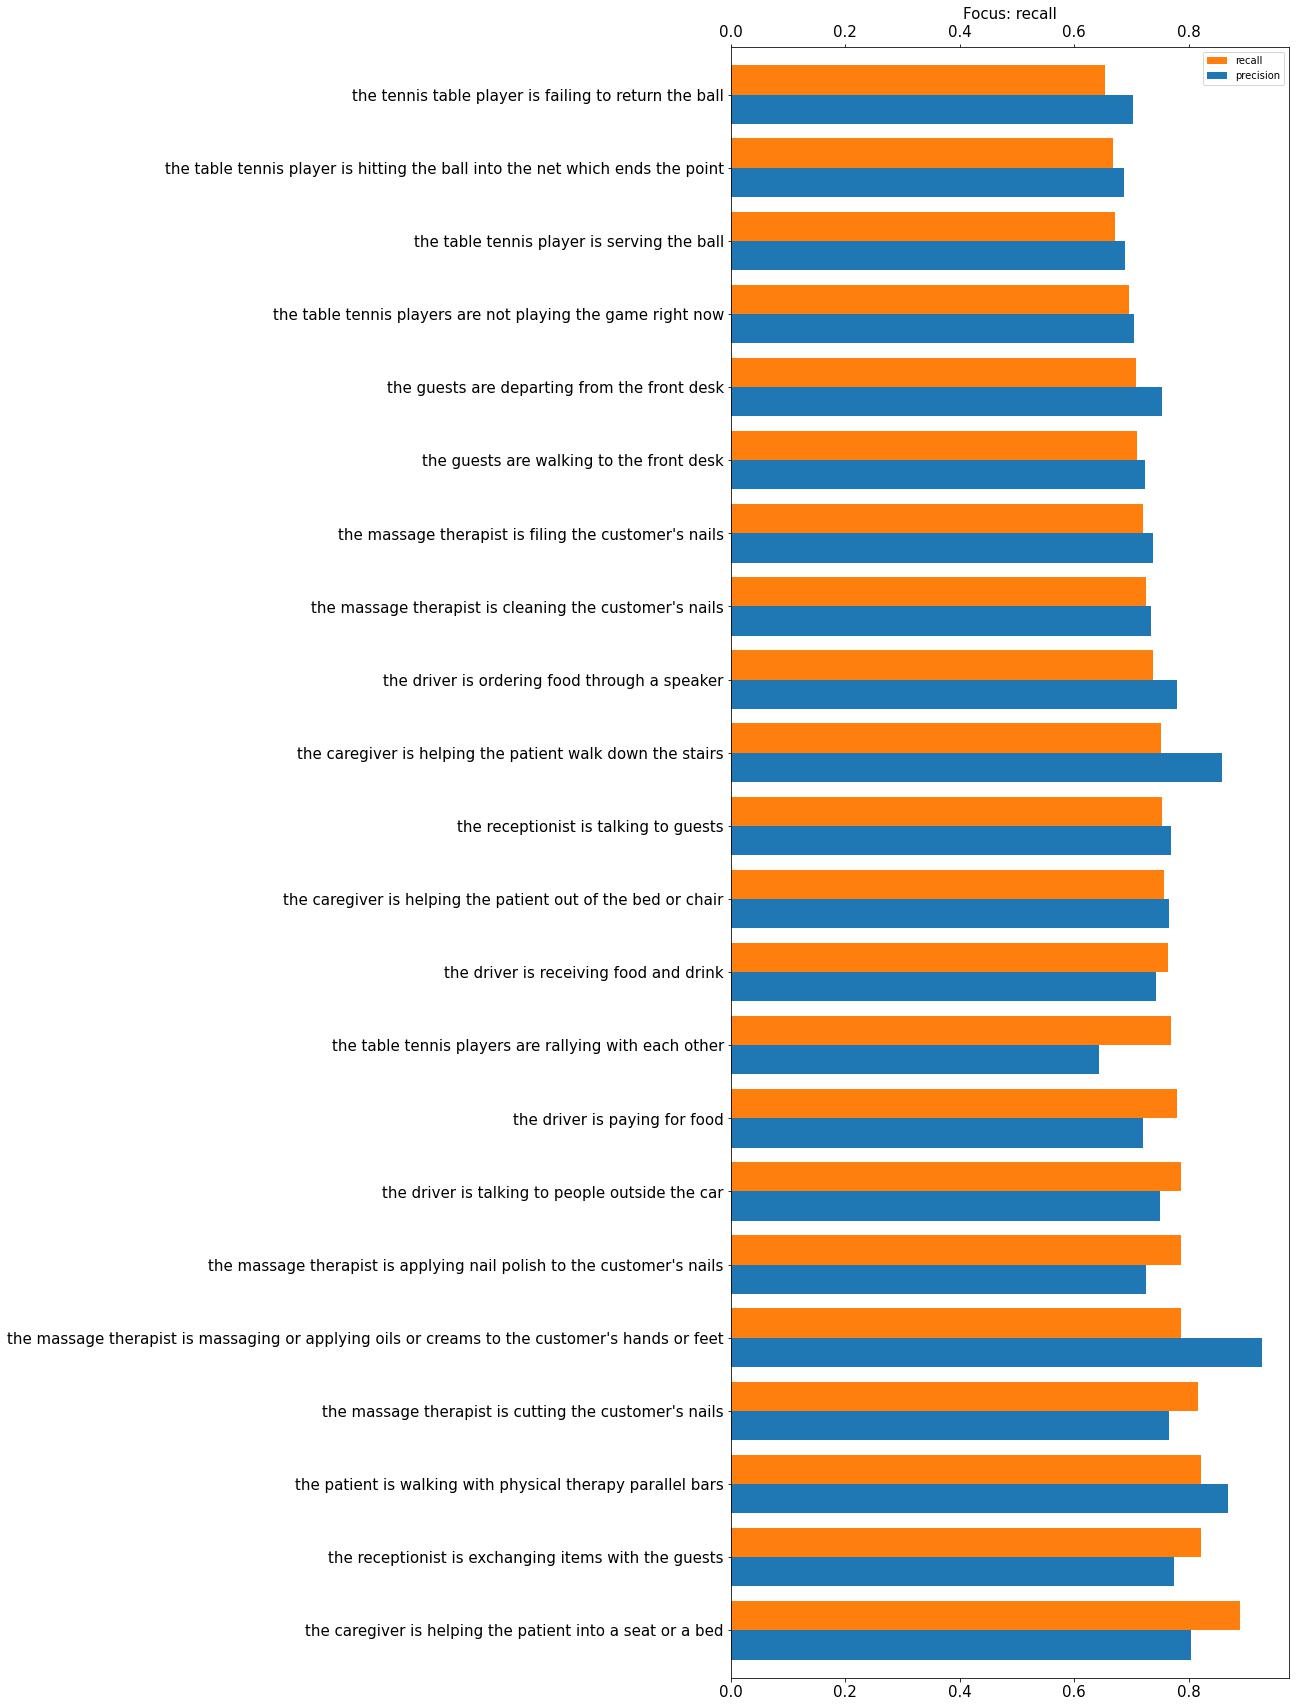 Focus: recall
0.0 0.2 0.4 0.6 0.8
recall
precision
the tennis table player is failing to return the ball
the table tennis player is hitting the ball into the net which ends the point
the table tennis player is serving the ball
the table tennis players are not playing the game right now
the guests are departing from the front desk
the guests are walking to the front desk
the massage therapist is filing the customer's nails
the massage therapist is cleaning the customer's nails
the driver is ordering food through a speaker
the caregiver is helping the patient walk down the stairs
the receptionist is talking to guests
the caregiver is helping the patient out of the bed or chair
the driver is receiving food and drink
the table tennis players are rallying with each other
the driver is paying for food
the driver is talking to people outside the car
the massage therapist is applying nail polish to the customer's nails
the massage therapist is massaging or applying oils or creams to the customer's hands or feet
the massage therapist is cutting the customer's nails
the patient is walking with physical therapy parallel bars
the receptionist is exchanging items with the guests
the caregiver is helping the patient into a seat or a bed
0.0 0.2 0.4 0.6 0.8